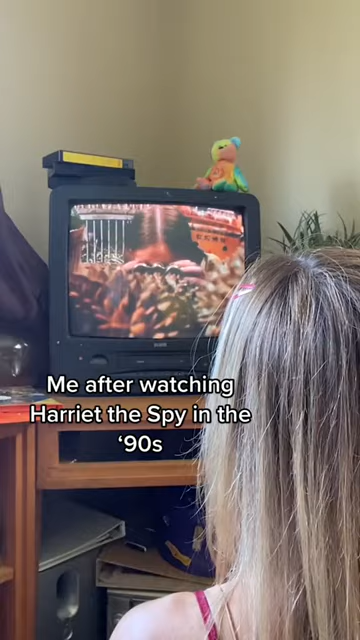 Me after watching
Harriet the Spy in the
‘90s